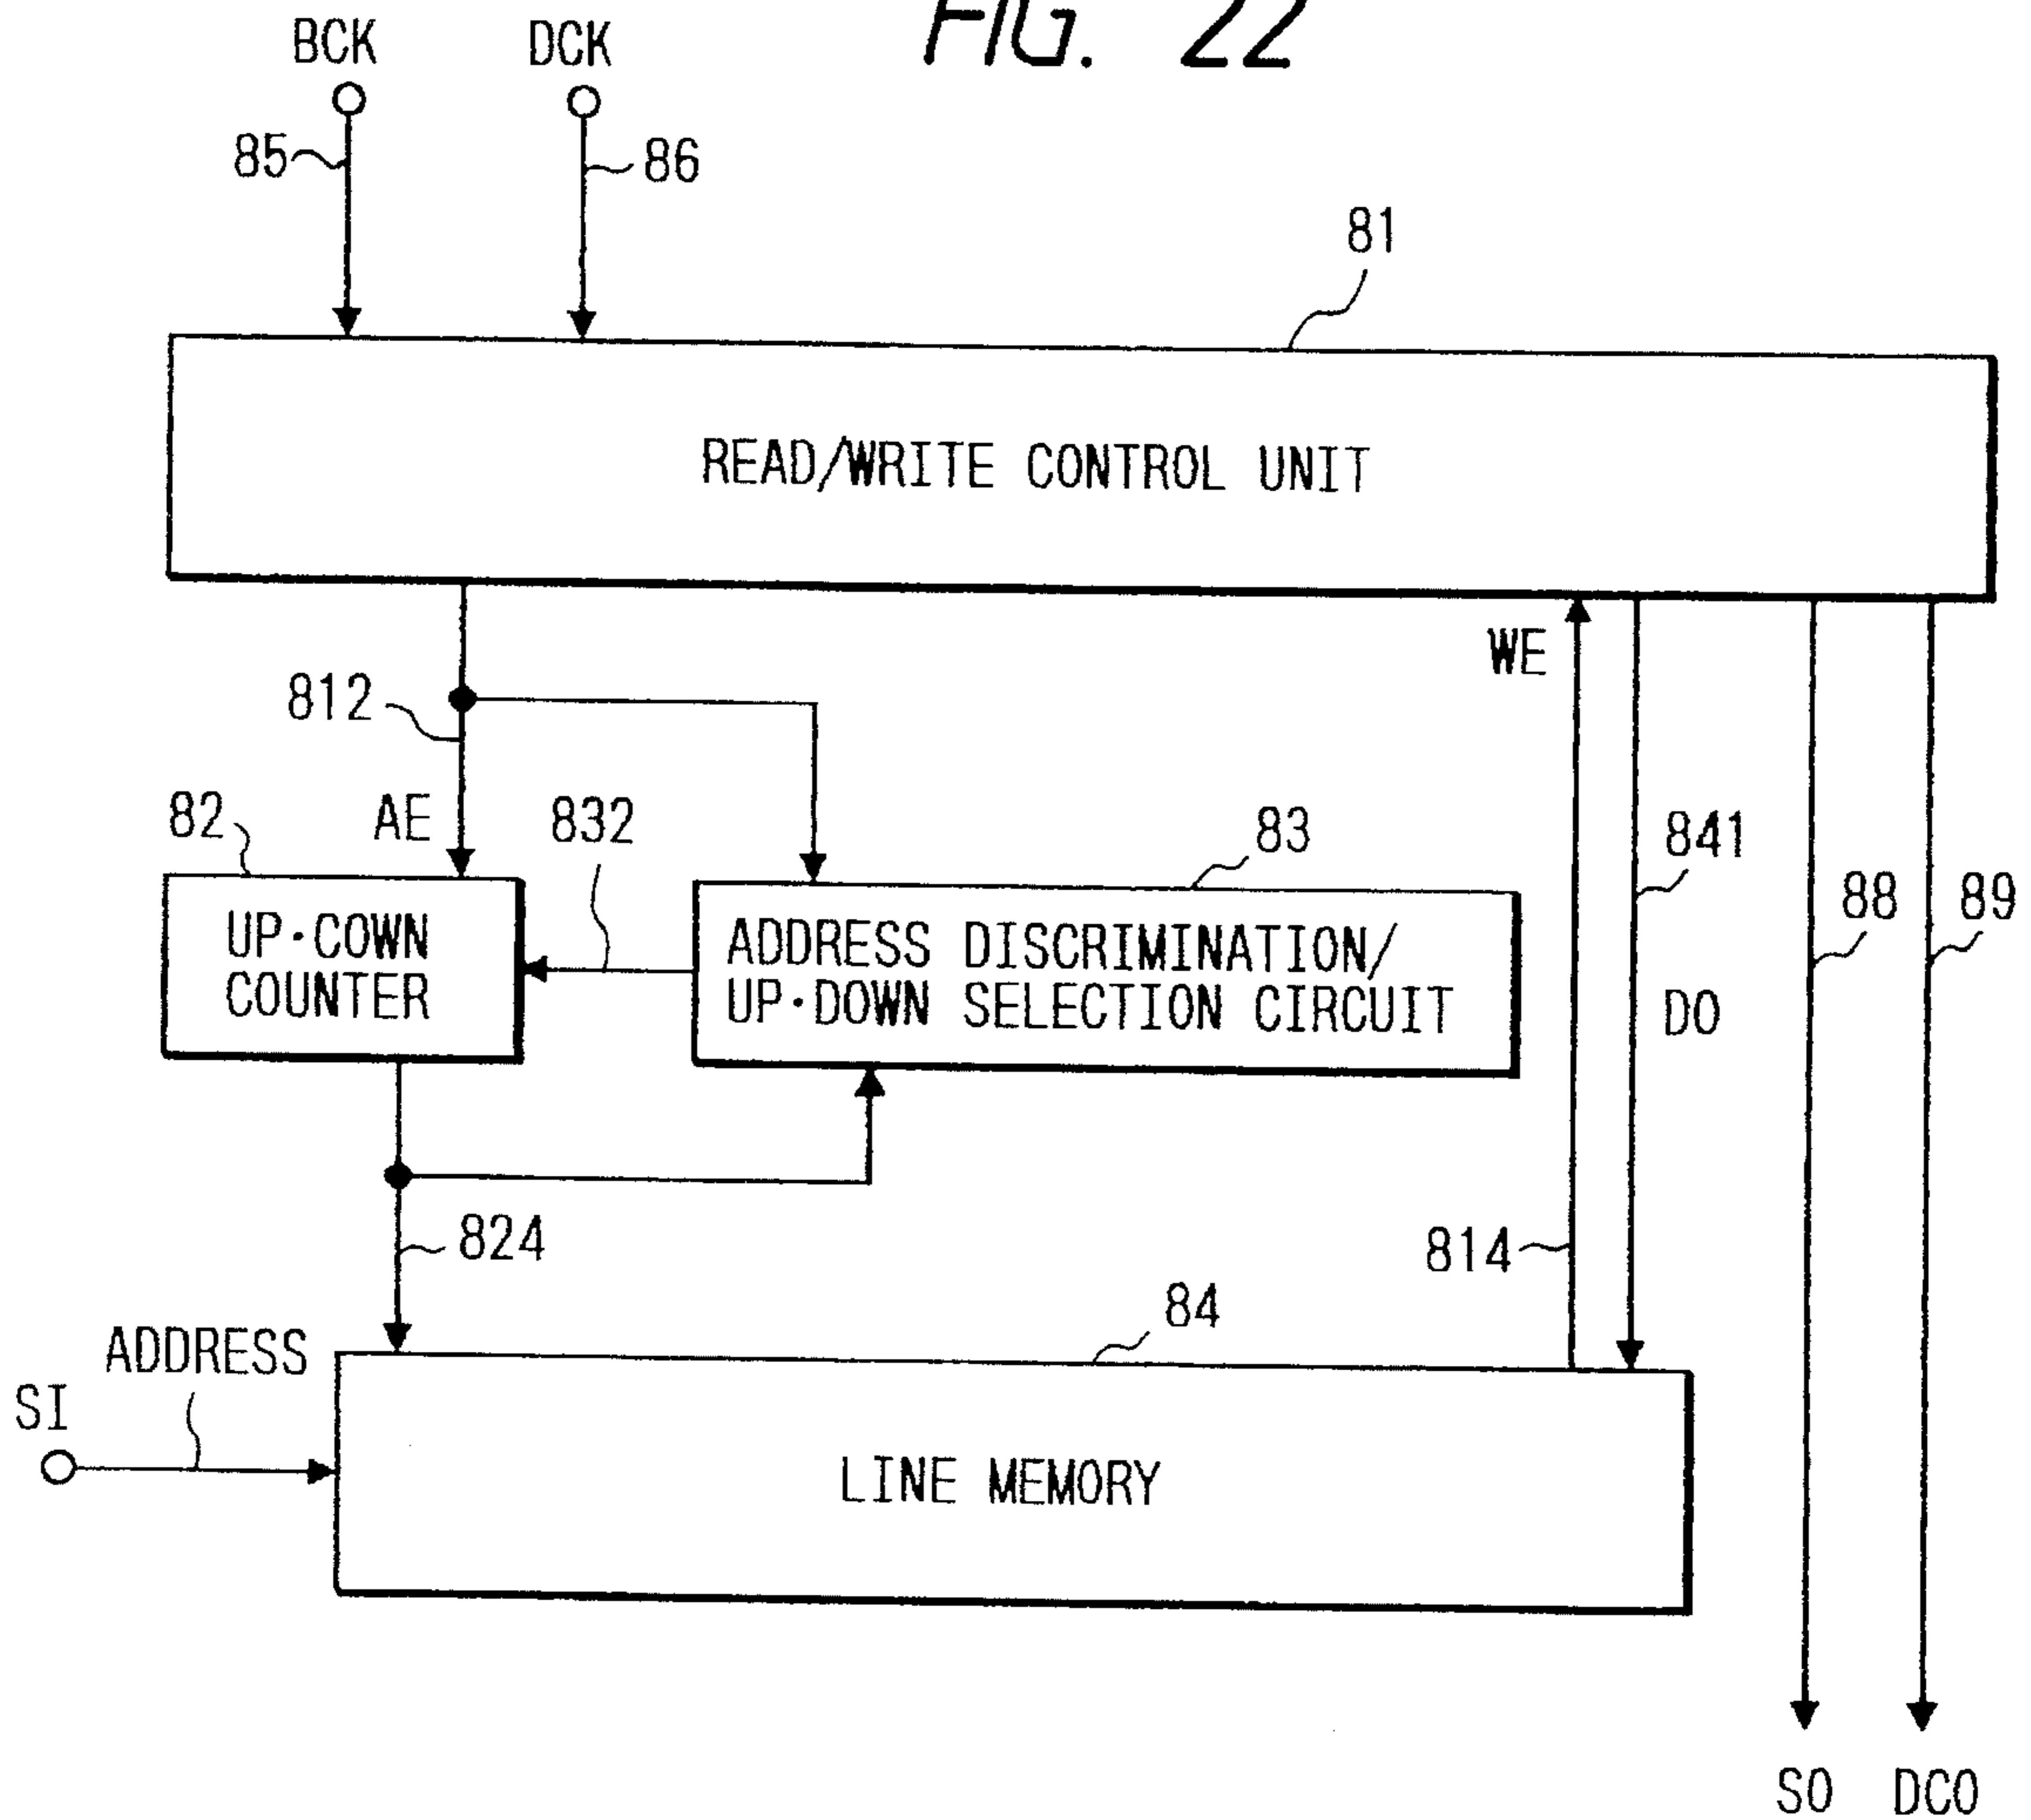 FIG. 22
BCK
DCK
85
86
81
READ/WRITE CONTROL UNIT
WE
812
82
AE
832
83
841
88
89
UP·COWN
COUNTER
ADDRESS DISCRIMINATION/
UP·DOWN SELECTION CIRCUIT
DO
824
814
84
ADDRESS
SI
LINE MEMORY
SO
DCO